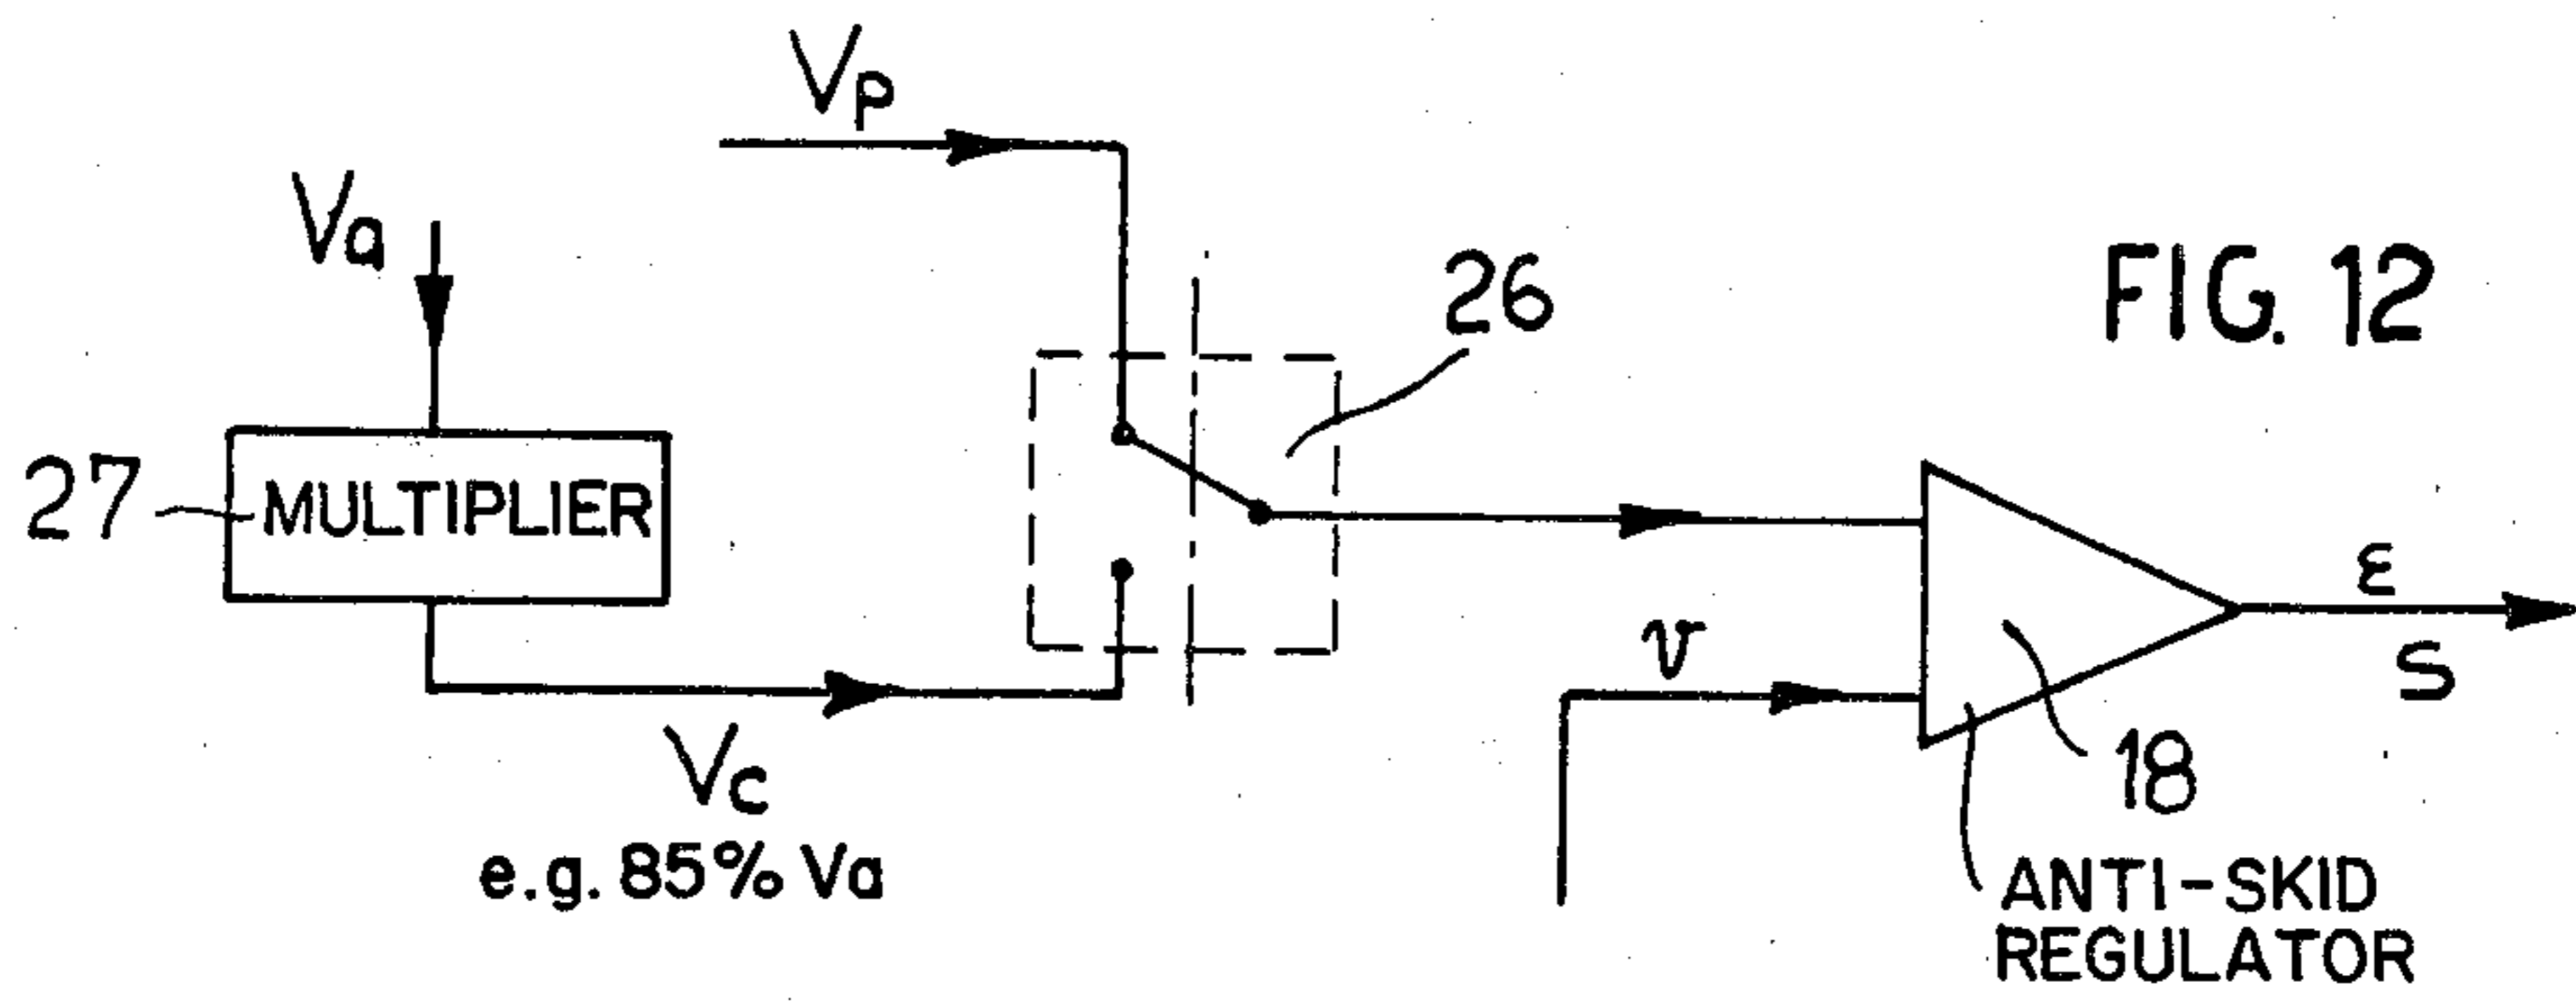 Vp
Va
26
FIG. 12
27
MULTIPLIER
ε
v
S
Vc
18
e.g. 85% Va
ANTI-SKID
REGULATOR